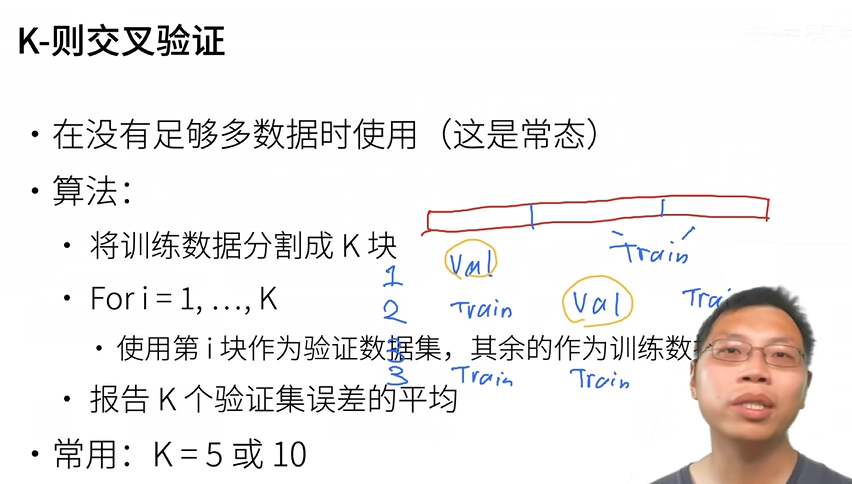 K-则交叉验证
• 在没有足够多数据时使用（这是常态）
• 算法：
• 将训练数据分割成 K 块
Train
1 Val
• For i = 1, …, K
2 Train Val
• 使用第 i 块作为验证数据集，其余的作为训练数
3 Train Train
• 报告 K 个验证集误差的平均
• 常用：K = 5 或 10